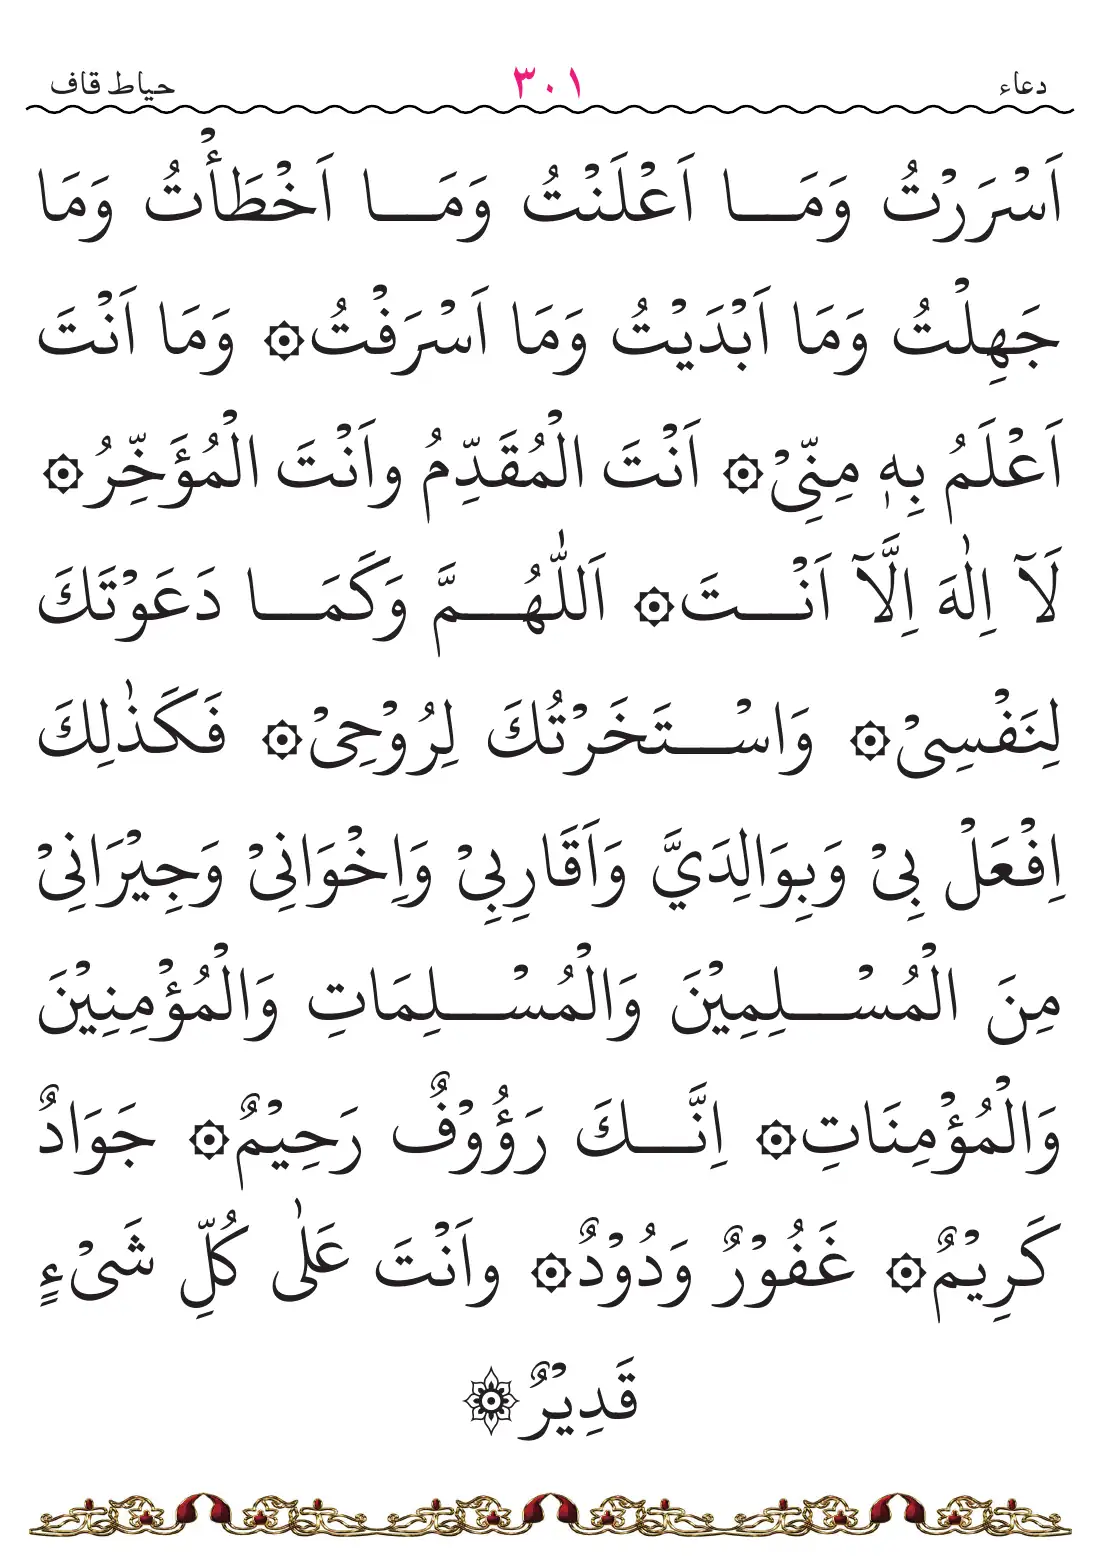 دعاء ٣٠١ حياط قاف
اَسْرَرْتُ وَمَـــا اَعْلَنْتُ وَمَـــا اَخْطَأْتُ وَمَا
جَهِلْتُ وَمَا اَبْدَيْتُ وَمَا اَسْرَفْتُ۞ وَمَا اَنْتَ
اَعْلَمُ بِهٖ مِنِّىْ۞ اَنْتَ الْمُقَدِّمُ واَنْتَ الْمُؤَخِّرُ۞
لَآ اِلٰهَ اِلَّآ اَنْـــتَ۞ اَللّٰهُـــمَّ وَكَمَـــا دَعَوْتَكَ
لِنَفْسِىْ۞ وَاسْـــتَخَرْتُكَ لِرُوْحِىْ۞ فَكَذٰلِكَ
اِفْعَلْ بِىْ وَبِوَالِدَيَّ وَاَقَارِبِىْ وَاِخْوَانِىْ وَجِيْرَانِىْ
مِنَ الْمُسْـــلِمِيْنَ وَالْمُسْـــلِمَاتِ وَالْمُؤْمِنِيْنَ
وَالْمُؤْمِنَاتِ۞ اِنَّـــكَ رَؤُوْفٌ رَحِيْمٌ۞ جَوَادٌ
كَرِيْمٌ۞ غَفُوْرٌ وَدُوْدٌ۞ واَنْتَ عَلٰى كُلِّ شَىْءٍ
قَدِيْرٌ۞